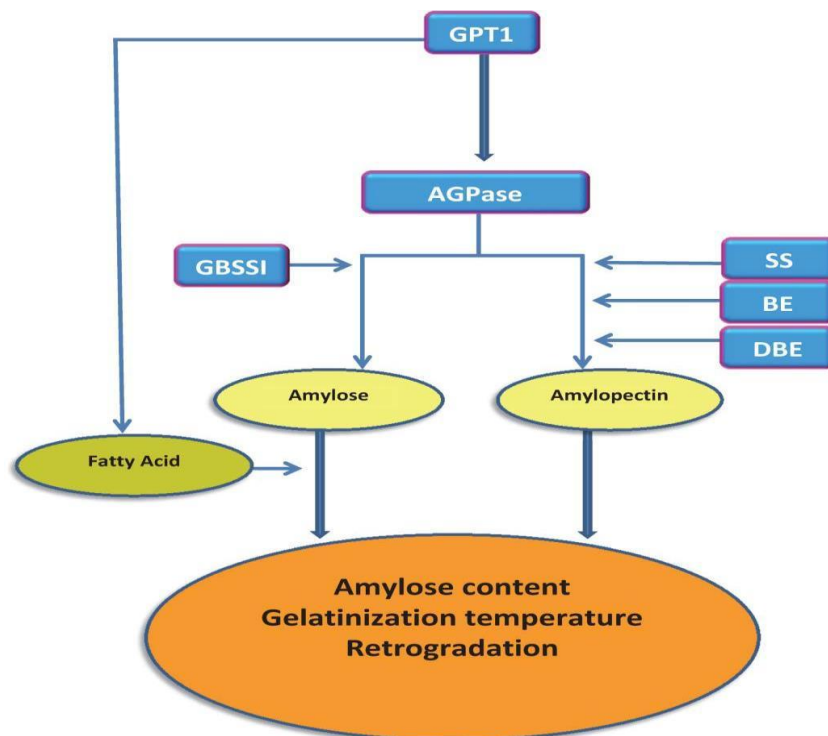 GPT1
AGPase
GBSSI
SS
BE
DBE
Amylose
Amylopectin
Fatty Acid
Amylose content
Gelatinization temperature
Retrogradation